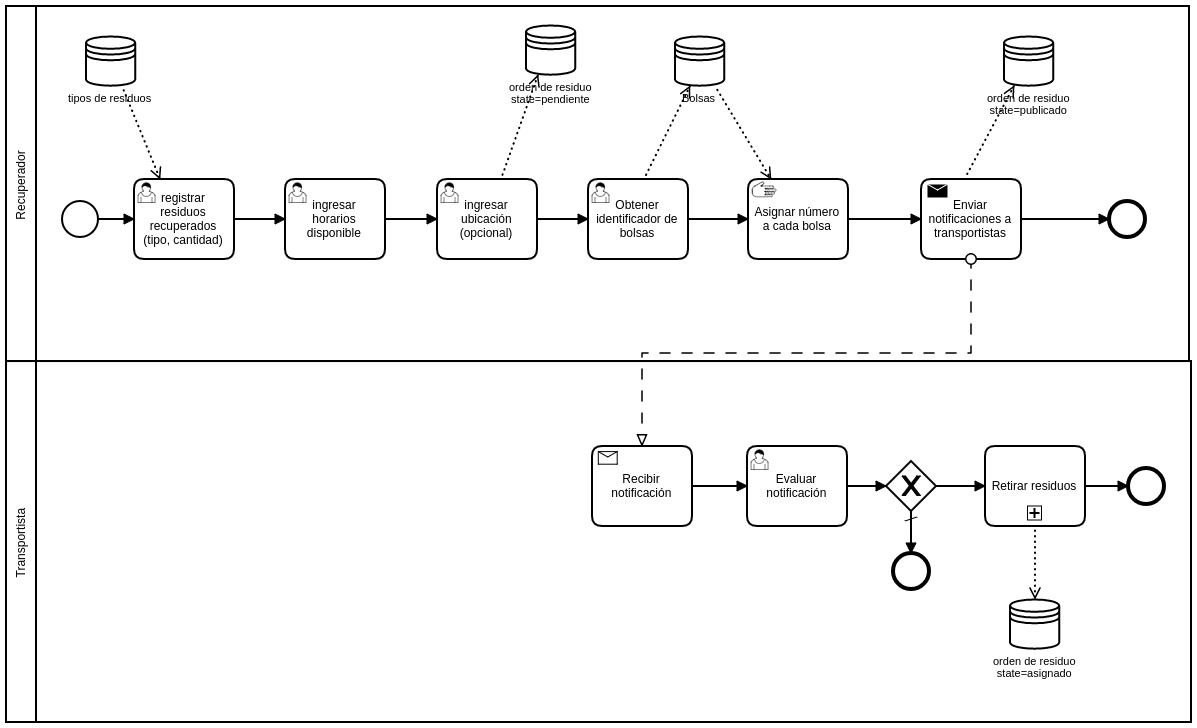 Recuperador
tipos de residuos
orden de residuo
state=pendiente
Bolsas
orden de residuo
state=publicado
registrar
residuos
recuperados
(tipo, cantidad)
ingresar
horarios
disponible
ingresar
ubicación
(opcional)
Obtener
identificador de
bolsas
Asignar número
a cada bolsa
Enviar
notificaciones a
transportistas
Transportista
Recibir
notificación
Evaluar
notificación
Retirar residuos
orden de residuo
state=asignado